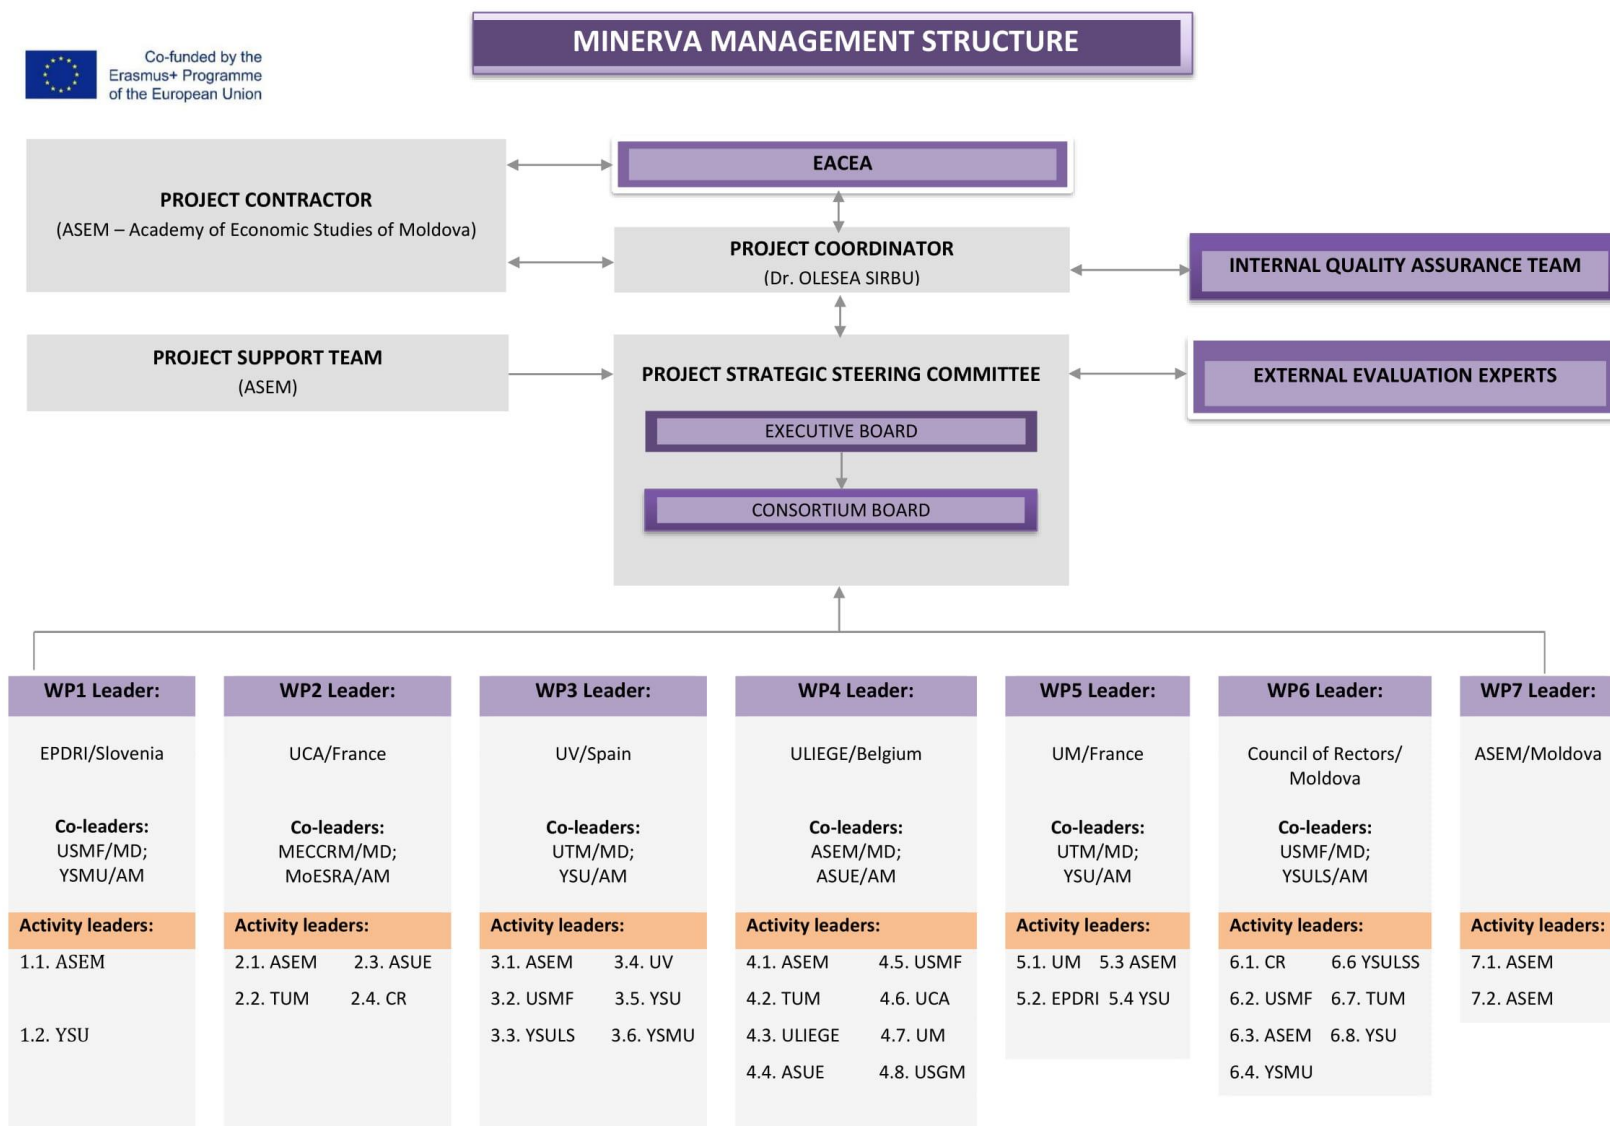 MINERVA MANAGEMENT STRUCTURE
Co-funded by the
Erasmus+ Programme
of the European Union
EACEA
PROJECT CONTRACTOR
(ASEM – Academy of Economic Studies of Moldova)
PROJECT COORDINATOR
(Dr. OLESEA SIRBU)
INTERNAL QUALITY ASSURANCE TEAM
PROJECT SUPPORT TEAM
(ASEM)
PROJECT STRATEGIC STEERING COMMITTEE
EXTERNAL EVALUATION EXPERTS
EXECUTIVE BOARD
CONSORTIUM BOARD
WP1 Leader:
EPDRI/Slovenia
Co-leaders:
USMF/MD;
YSMU/AM
Activity leaders:
1.1. ASEM
1.2. YSU
WP2 Leader:
UCA/France
Co-leaders:
MECCRM/MD;
MoESRA/AM
Activity leaders:
2.1. ASEM 2.3. ASUE
2.2. TUM 2.4. CR
WP3 Leader:
UV/Spain
Co-leaders:
UTM/MD;
YSU/AM
Activity leaders:
3.1. ASEM 3.4. UV
3.2. USMF 3.5. YSU
3.3. YSULS 3.6. YSMU
WP4 Leader:
ULIEGE/Belgium
Co-leaders:
ASEM/MD;
ASUE/AM
Activity leaders:
4.1. ASEM 4.5. USMF
4.2. TUM 4.6. UCA
4.3. ULIEGE 4.7. UM
4.4. ASUE 4.8. USGM
WP5 Leader:
UM/France
Co-leaders:
UTM/MD;
YSU/AM
Activity leaders:
5.1. UM 5.3 ASEM
5.2. EPDRI 5.4 YSU
WP6 Leader:
Council of Rectors/
Moldova
Co-leaders:
USMF/MD;
YSULS/AM
Activity leaders:
6.1. CR 6.6 YSULSS
6.2. USMF 6.7. TUM
6.3. ASEM 6.8. YSU
6.4. YSMU
WP7 Leader:
ASEM/Moldova
Activity leaders:
7.1. ASEM
7.2. ASEM